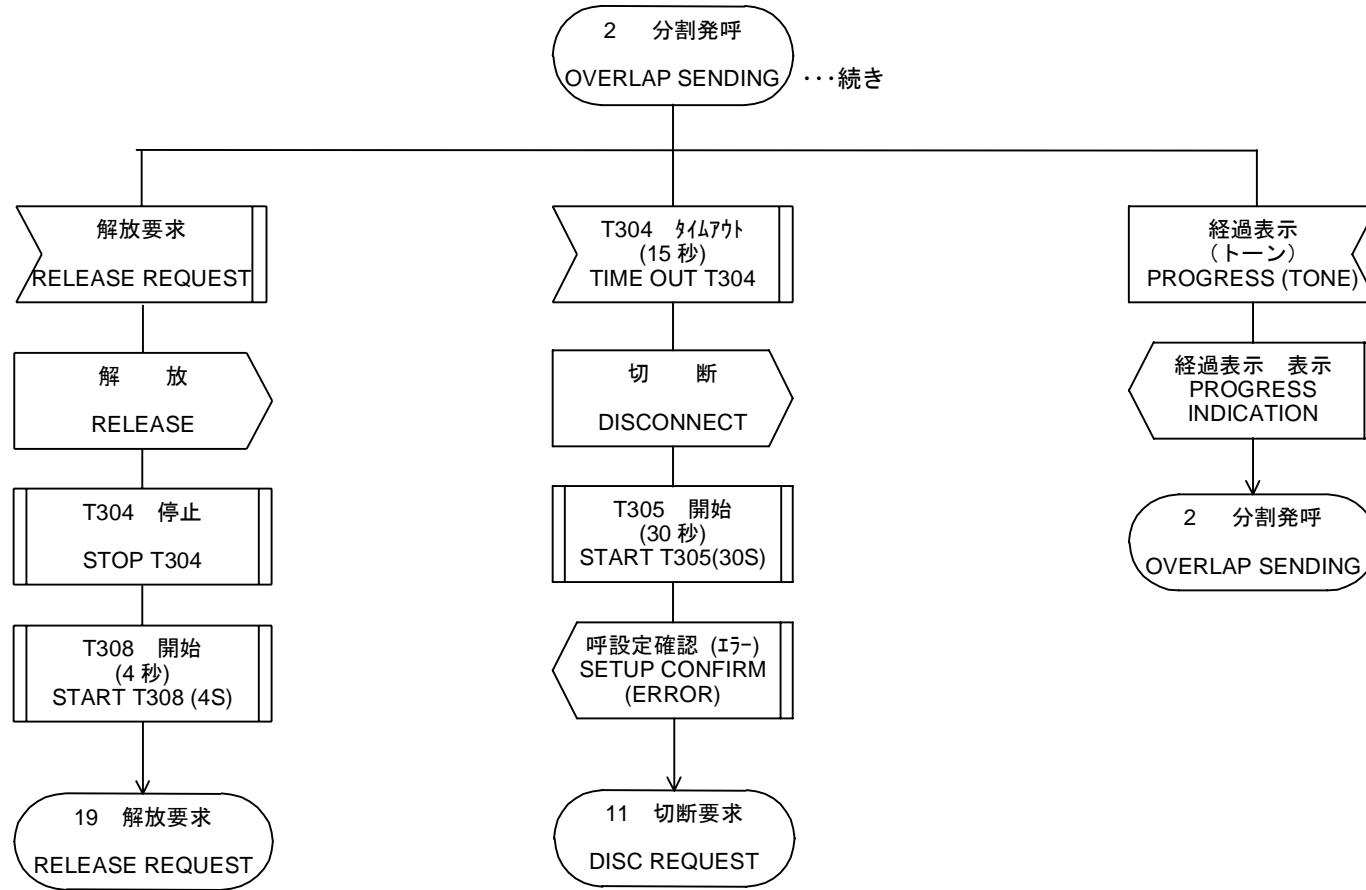 2 分割発呼
OVERLAP SENDING
・・・続き
解放要求
RELEASE REQUEST
解 放
RELEASE
T304 停止
STOP T304
T308 開始
(4 秒)
START T308 (4S)
19 解放要求
RELEASE REQUEST
T304 ﾀｲﾑｱｳﾄ
(15 秒)
TIME OUT T304
切 断
DISCONNECT
T305 開始
(30 秒)
START T305(30S)
呼設定確認 (ｴﾗｰ)
SETUP CONFIRM
(ERROR)
11 切断要求
DISC REQUEST
経過表示
(トーン)
PROGRESS (TONE)
経過表示 表示
PROGRESS
INDICATION
2 分割発呼
OVERLAP SENDING